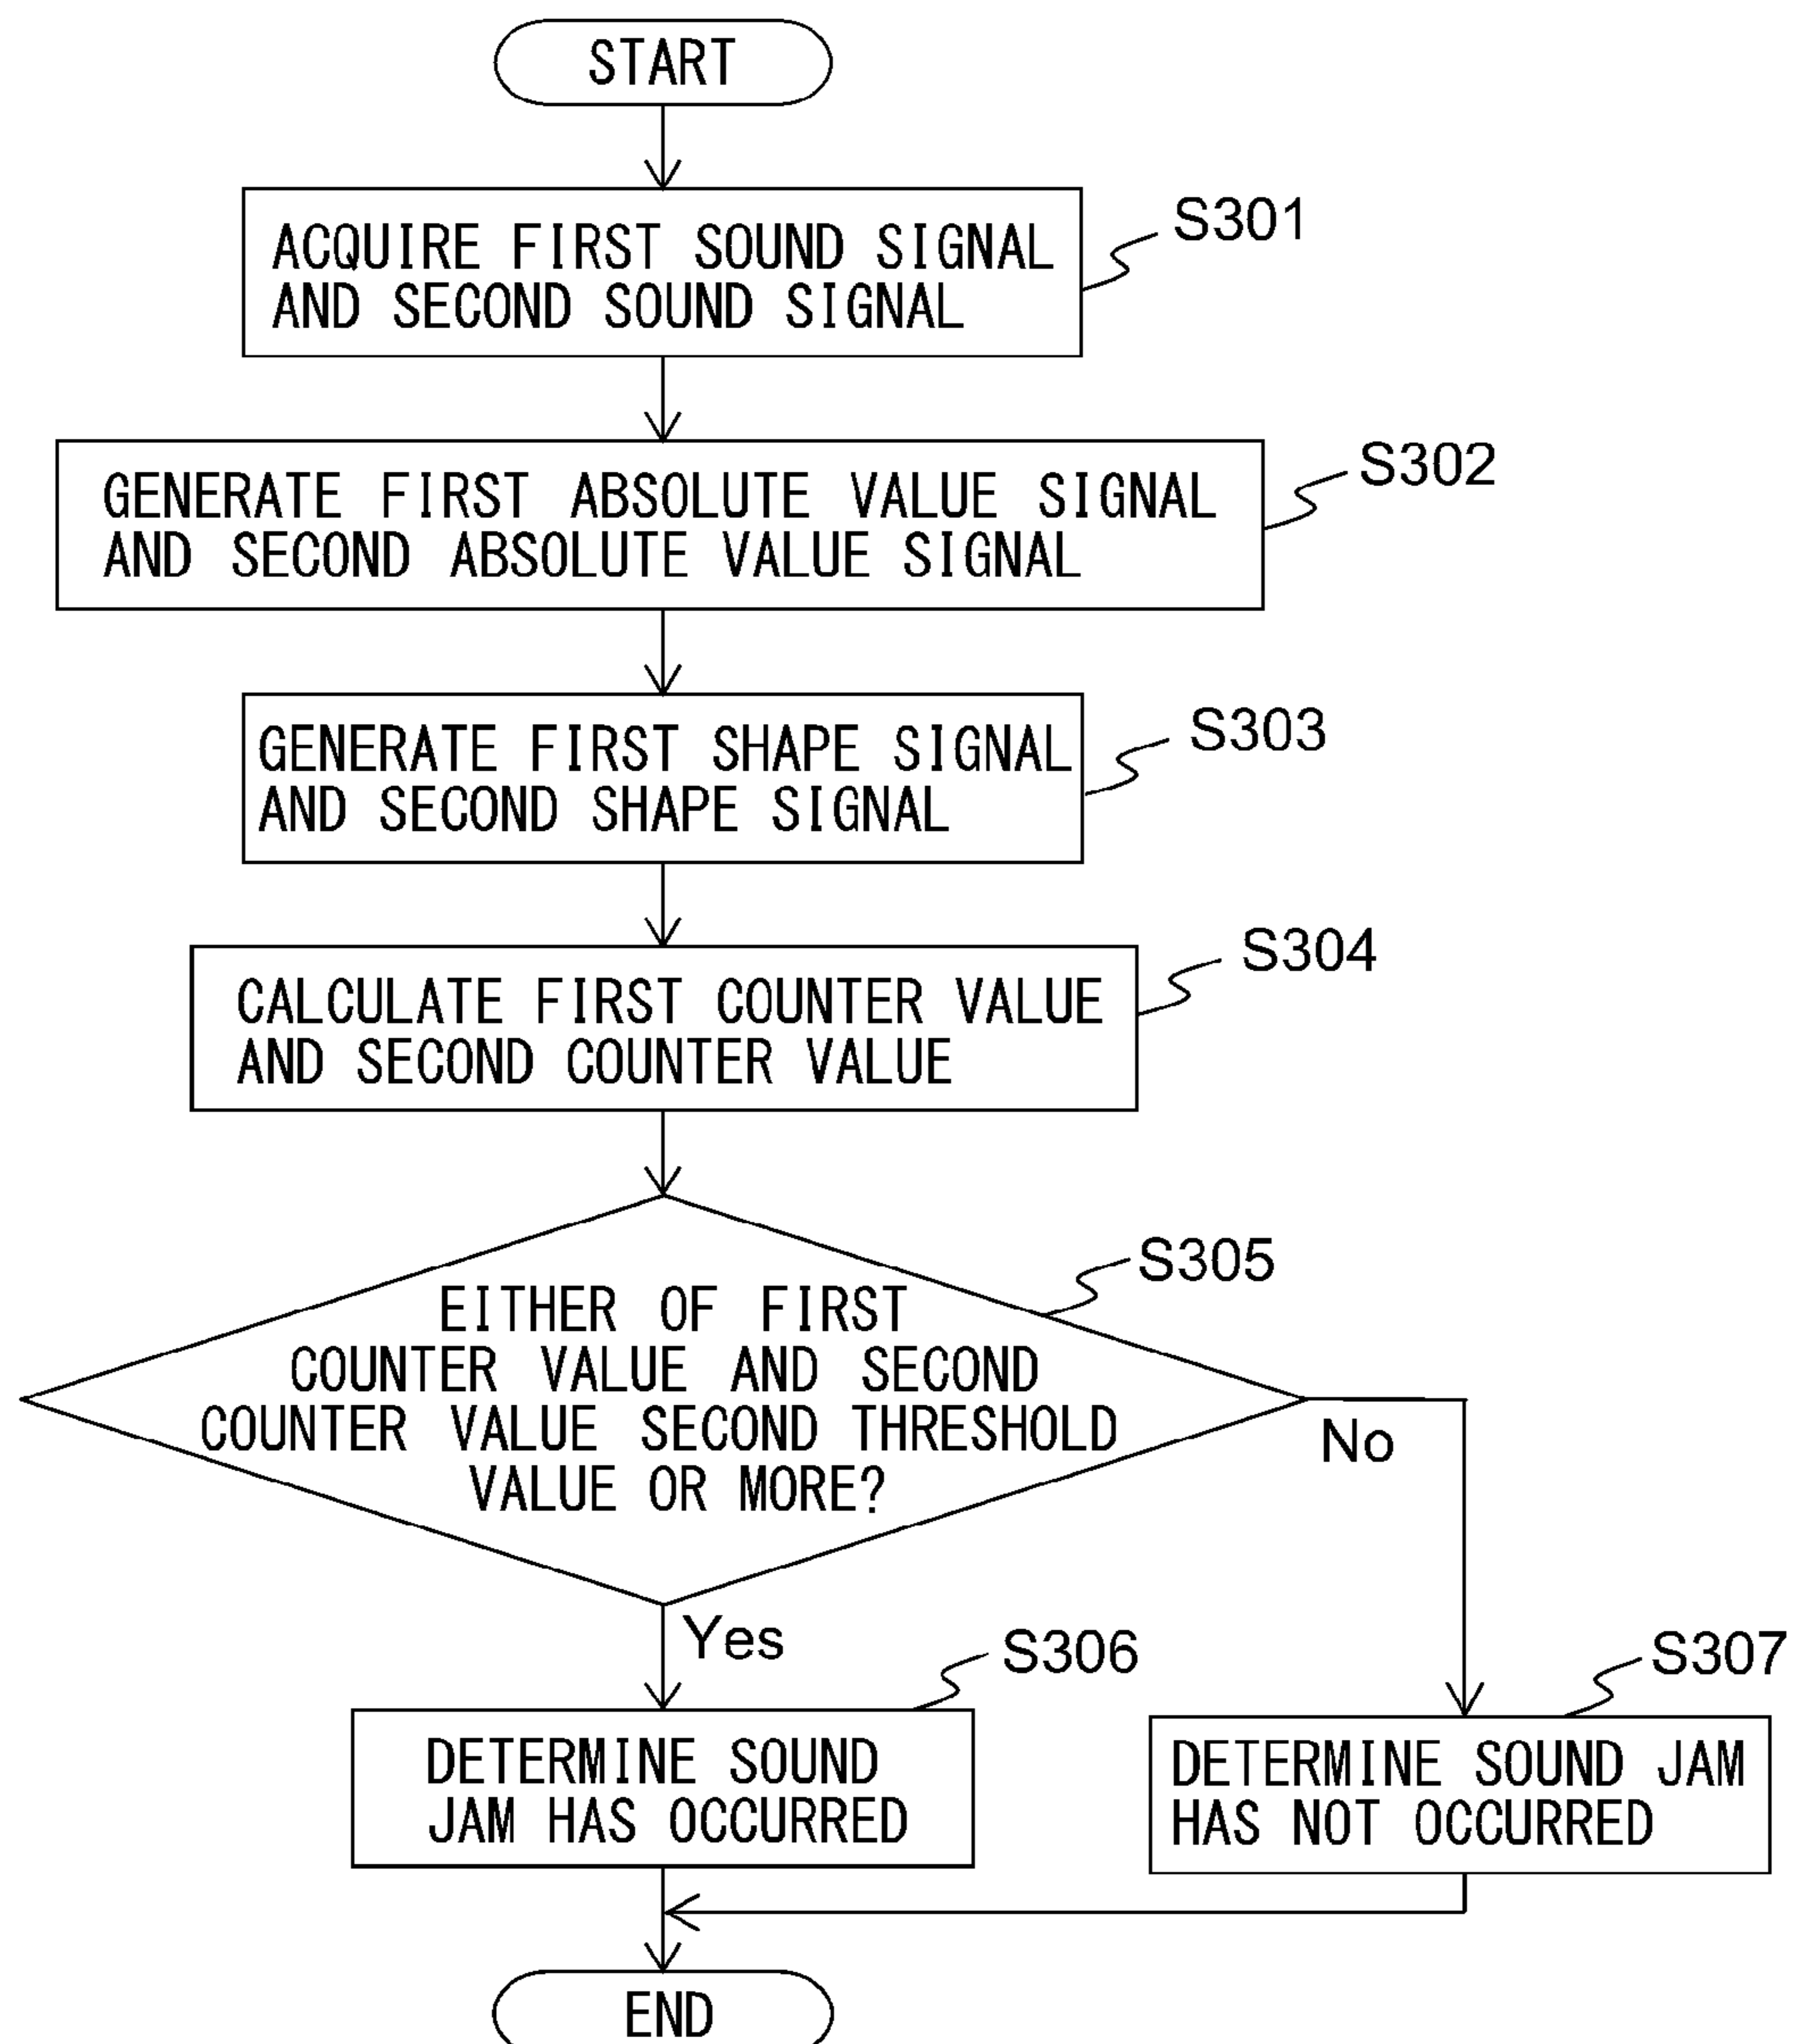 START
ACQUIRE FIRST SOUND SIGNAL
AND SECOND SOUND SIGNAL
S301
GENERATE FIRST ABSOLUTE VALUE SIGNAL
AND SECOND ABSOLUTE VALUE SIGNAL
S302
GENERATE FIRST SHAPE SIGNAL
AND SECOND SHAPE SIGNAL
S303
CALCULATE FIRST COUNTER VALUE
AND SECOND COUNTER VALUE
S304
EITHER OF FIRST
COUNTER VALUE AND SECOND
COUNTER VALUE SECOND THRESHOLD
VALUE OR MORE?
S305
No
Yes
S306
DETERMINE SOUND
JAM HAS OCCURRED
S307
DETERMINE SOUND JAM
HAS NOT OCCURRED
END